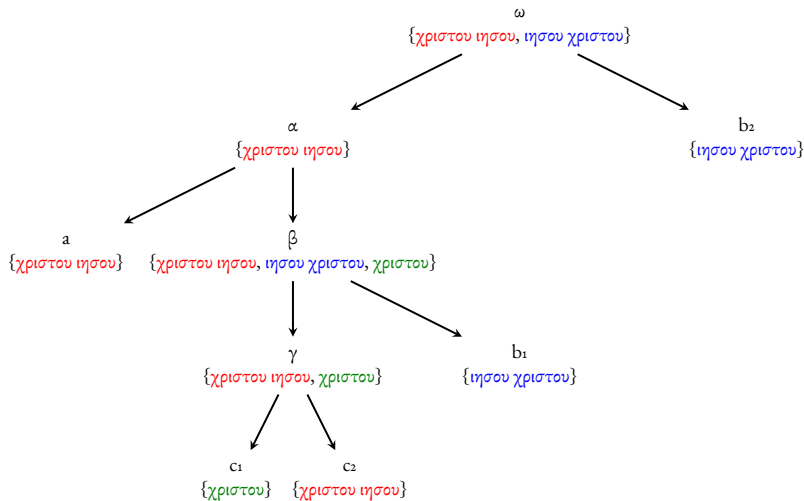 ω
{χριστου ιησου, ιησου χριστου}
α
{χριστου ιησου}
b2
{ιησου χριστου}
a
{χριστου ιησου}
β
{χριστου ιησου, ιησου χριστου, χριστου}
γ
{χριστου ιησου, χριστου}
b1
{ιησου χριστου}
c1
{χριστου}
c2
{χριστου ιησου}